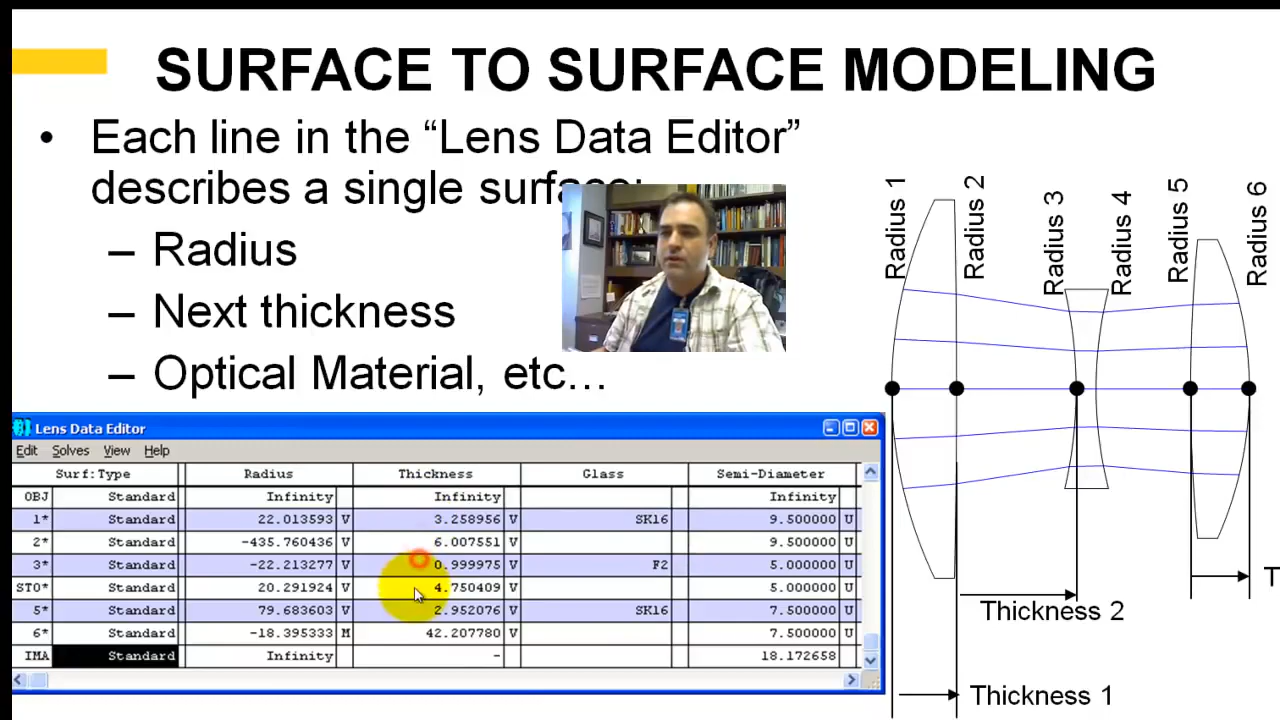 SURFACE TO SURFACE MODELING
• Each line in the “Lens Data Editor”
describes a single surface:
– Radius
– Next thickness
– Optical Material, etc…
Radius 1
Radius 2
Radius 3
Radius 4
Radius 5
Radius 6
Thickness 2
T
Thickness 1
Lens Data Editor
Edit Solves View Help
Surf:Type Radius Thickness Glass Semi-Diameter
OBJ Standard Infinity Infinity Infinity
1* Standard 22.013593 V 3.258956 V SK16 9.500000 U
2* Standard -435.760436 V 6.007551 V 9.500000 U
3* Standard -22.213277 V 0.999975 V F2 5.000000 U
STO* Standard 20.291924 V 4.750409 V 5.000000 U
5* Standard 79.683603 V 2.952076 V SK16 7.500000 U
6* Standard -18.395333 M 42.207780 V 7.500000 U
IMA Standard Infinity - 18.172658